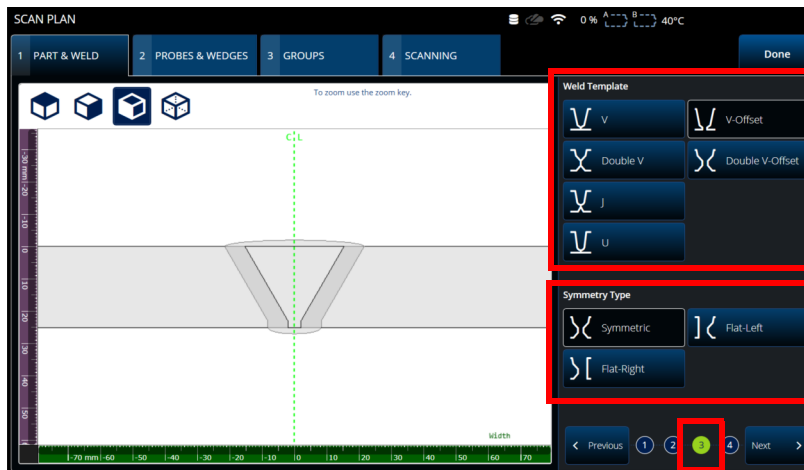 SCAN PLAN
0 % A B 40°C
1 PART & WELD 2 PROBES & WEDGES 3 GROUPS 4 SCANNING Done
To zoom use the zoom key.
C L
-30 mm
-20
-10
0
10
20
30
40
50
Width
-70 mm -60 -50 -40 -30 -20 -10 0 10 20 30 40 50 60 70
Weld Template
V V-Offset
Double V Double V-Offset
J
U
Symmetry Type
Symmetric Flat-Left
Flat-Right
< Previous 1 2 3 4 Next >